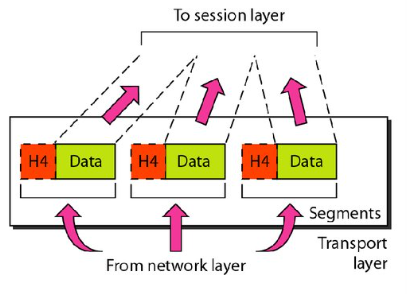 To session layer
H4 Data H4 Data H4 Data
Segments
Transport
layer
From network layer